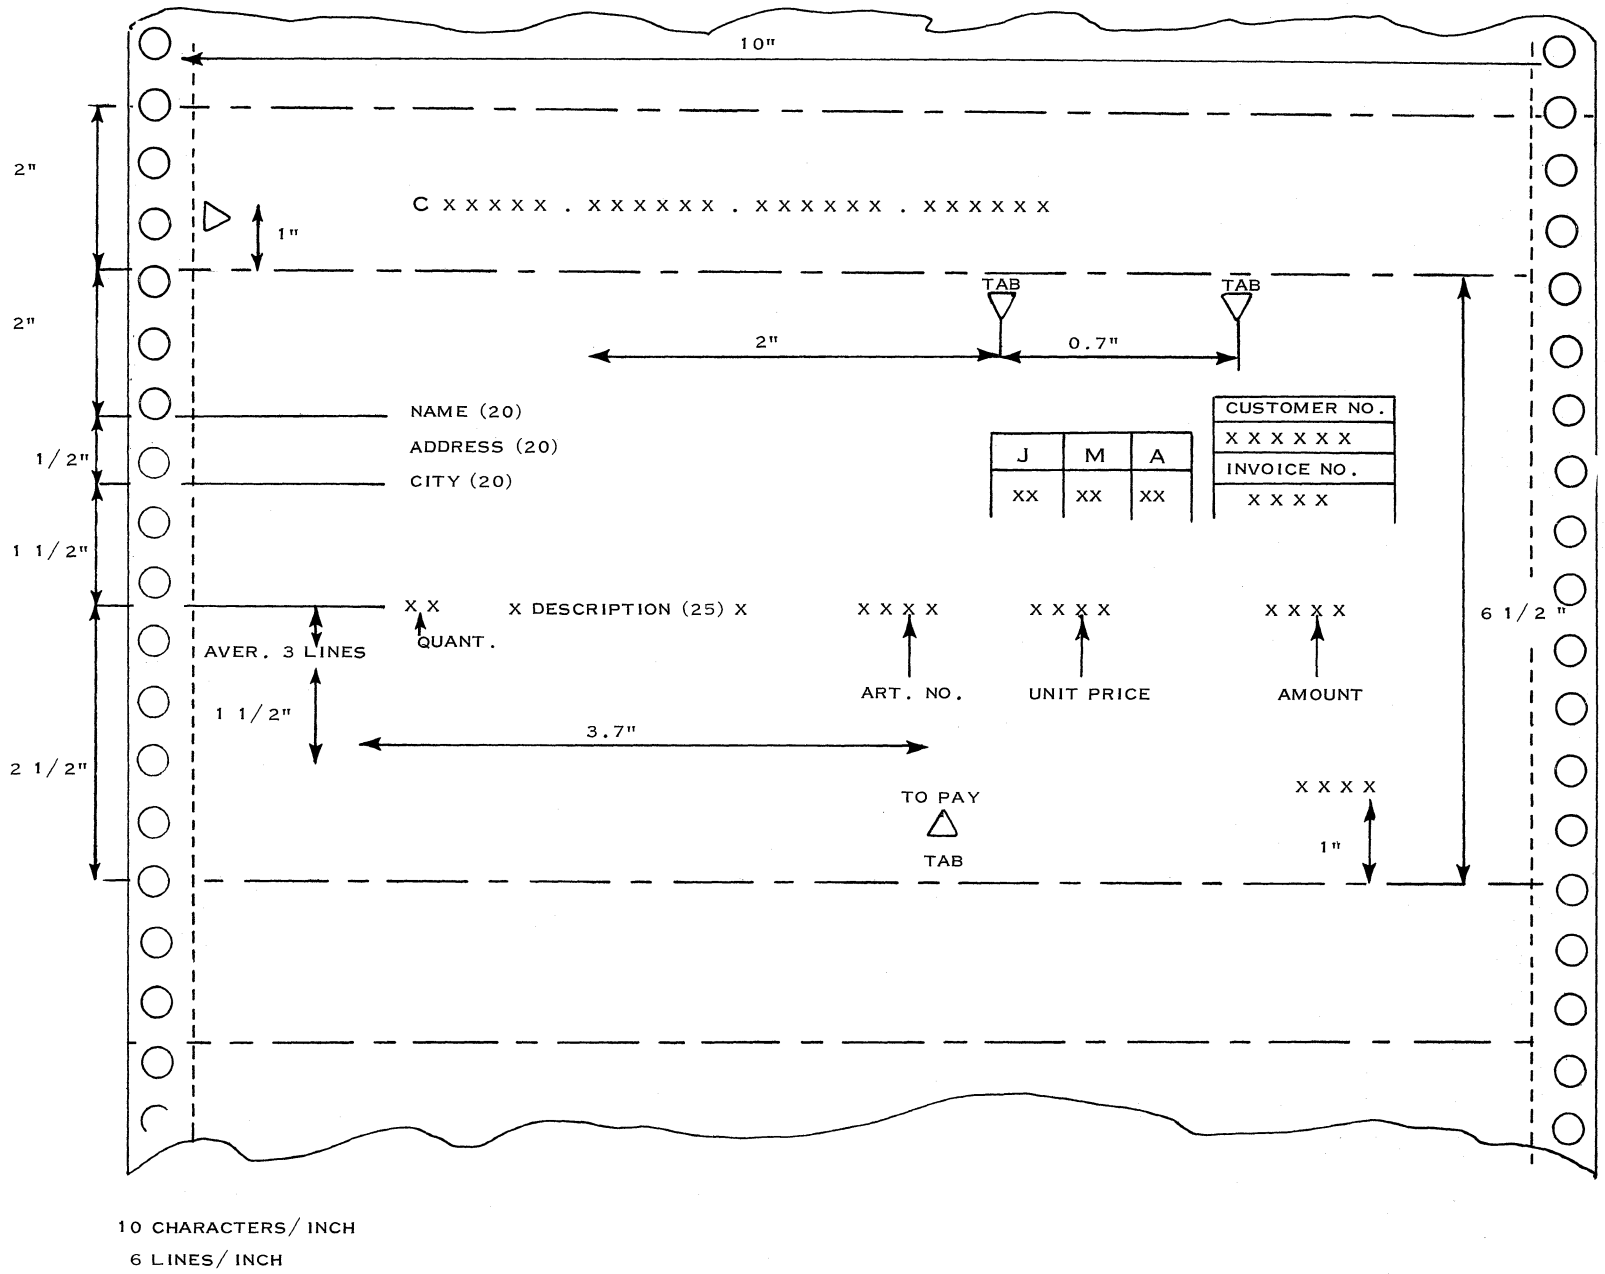 10"
2"
C X X X X X . X X X X X X . X X X X X X . X X X X X X
1"
TAB TAB
2"
2" 0.7"
NAME (20)
CUSTOMER NO.
ADDRESS (20)
X X X X X X
1/2"
J M A
INVOICE NO.
CITY (20)
XX XX XX
X X X X
1 1/2"
X X X DESCRIPTION (25) X X X X X X X X X X X X X
6 1/2"
QUANT.
AVER. 3 LINES
ART. NO. UNIT PRICE AMOUNT
1 1/2"
3.7"
2 1/2"
X X X X
TO PAY
1"
TAB
10 CHARACTERS/INCH
6 LINES/INCH